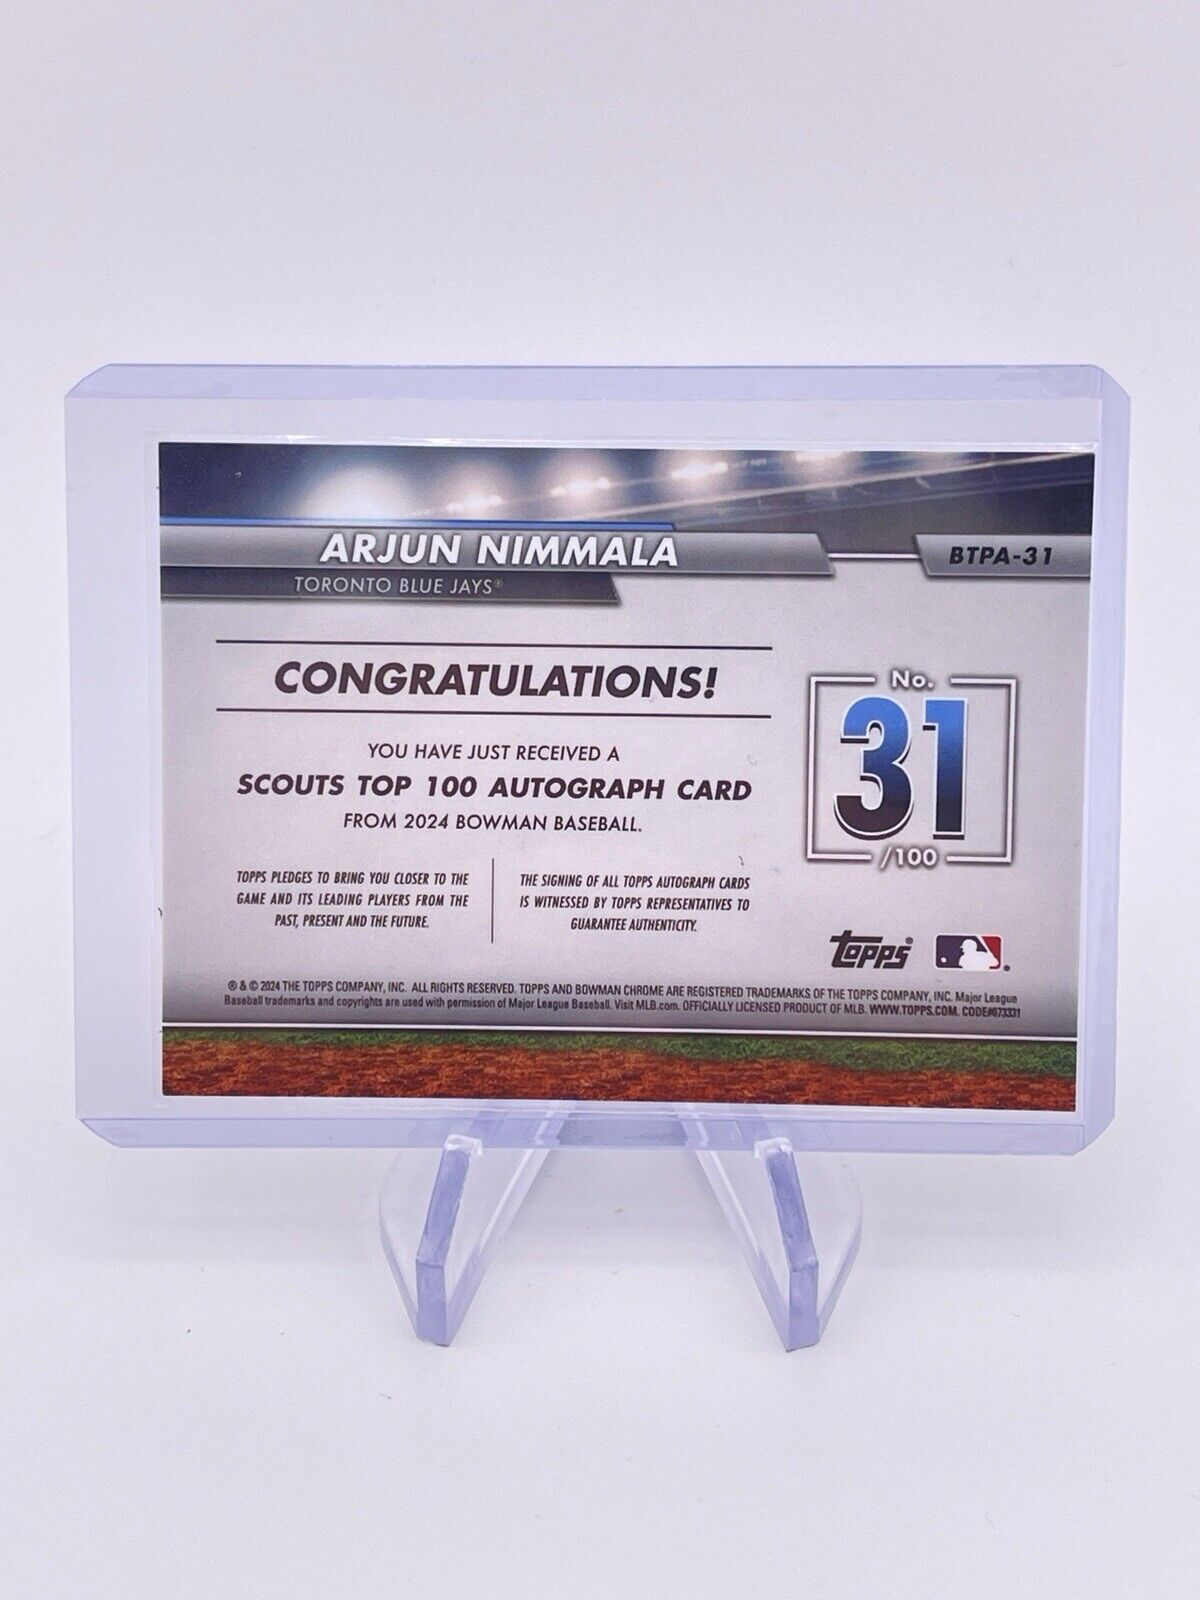 ARJUN NIMMALA
BTPA-31
TORONTO BLUE JAYS®
CONGRATULATIONS!
YOU HAVE JUST RECEIVED A
SCOUTS TOP 100 AUTOGRAPH CARD
FROM 2024 BOWMAN BASEBALL.
No.
31
/100
TOPPS PLEDGES TO BRING YOU CLOSER TO THE
GAME AND ITS LEADING PLAYERS FROM THE
PAST, PRESENT AND THE FUTURE.
THE SIGNING OF ALL TOPPS AUTOGRAPH CARDS
IS WITNESSED BY TOPPS REPRESENTATIVES TO
GUARANTEE AUTHENTICITY.
topps®
® & © 2024 THE TOPPS COMPANY, INC. ALL RIGHTS RESERVED. TOPPS AND BOWMAN CHROME ARE REGISTERED TRADEMARKS OF THE TOPPS COMPANY, INC. Major League
Baseball trademarks and copyrights are used with permission of Major League Baseball. Visit MLB.com. OFFICIALLY LICENSED PRODUCT OF MLB. WWW.TOPPS.COM. CODE#073331